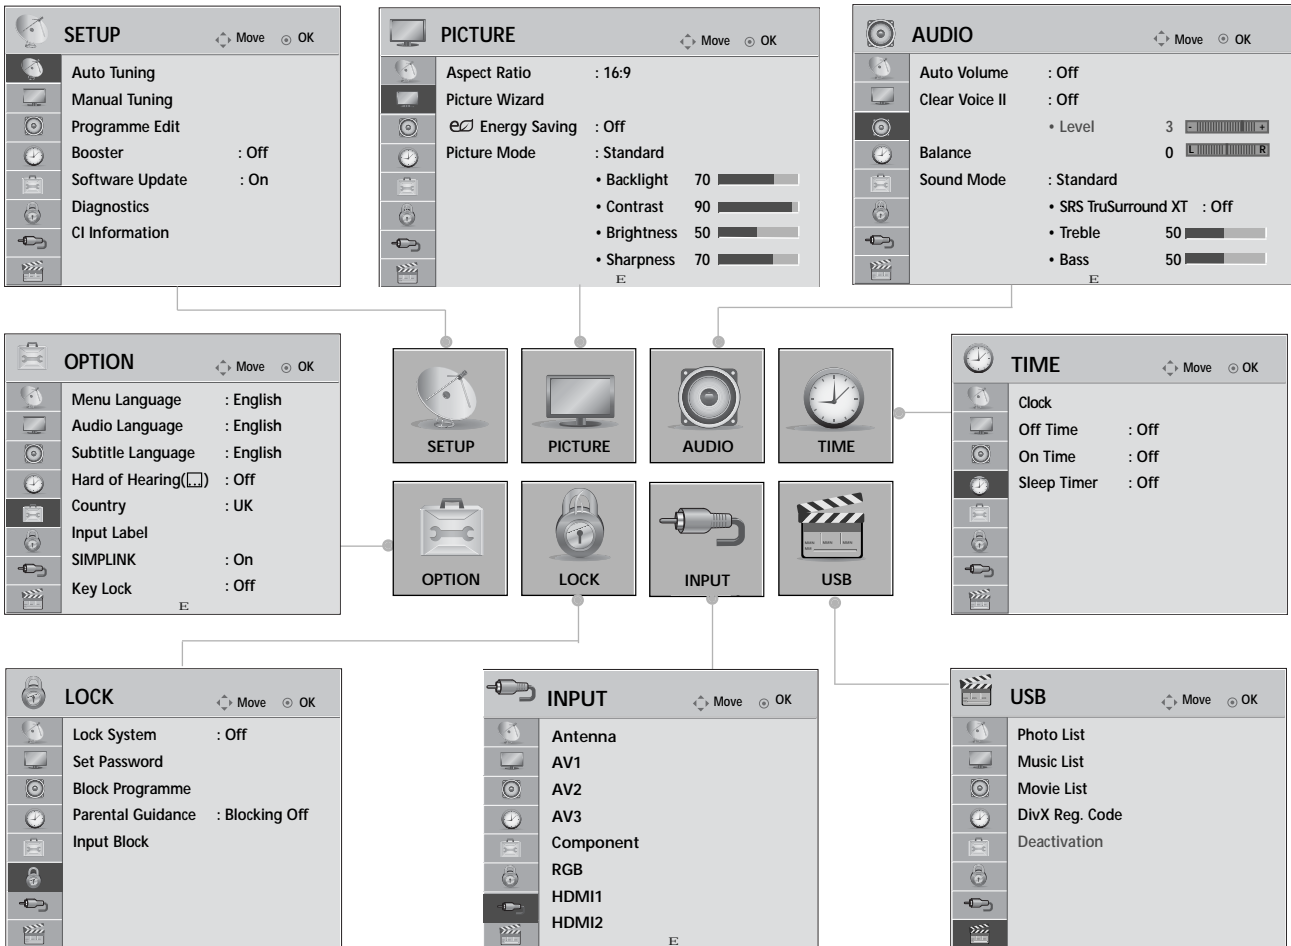 SETUP Move OK
Auto Tuning
Manual Tuning
Programme Edit
Booster : Off
Software Update : On
Diagnostics
CI Information
PICTURE Move OK
Aspect Ratio : 16:9
Picture Wizard
Energy Saving : Off
Picture Mode : Standard
• Backlight 70
• Contrast 90
• Brightness 50
• Sharpness 70
E
AUDIO Move OK
Auto Volume : Off
Clear Voice II : Off
• Level 3 - +
Balance 0 L R
Sound Mode : Standard
• SRS TruSurround XT : Off
• Treble 50
• Bass 50
E
OPTION Move OK
Menu Language : English
Audio Language : English
Subtitle Language : English
Hard of Hearing( ) : Off
Country : UK
Input Label
SIMPLINK : On
Key Lock : Off
E
SETUP
PICTURE
AUDIO
TIME
OPTION
LOCK
INPUT
USB
TIME Move OK
Clock
Off Time : Off
On Time : Off
Sleep Timer : Off
LOCK Move OK
Lock System : Off
Set Password
Block Programme
Parental Guidance : Blocking Off
Input Block
INPUT Move OK
Antenna
AV1
AV2
AV3
Component
RGB
HDMI1
HDMI2
E
USB Move OK
Photo List
Music List
Movie List
DivX Reg. Code
Deactivation